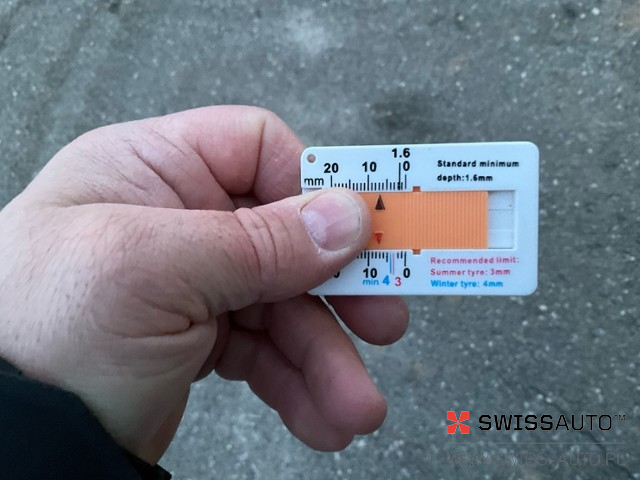 1.6
20 10 0
mm
Standard minimum
depth:1.6mm
10 0
min 4 3
Recommended limit:
Summer tyre: 3mm
Winter tyre: 4mm
SWISSAUTO™